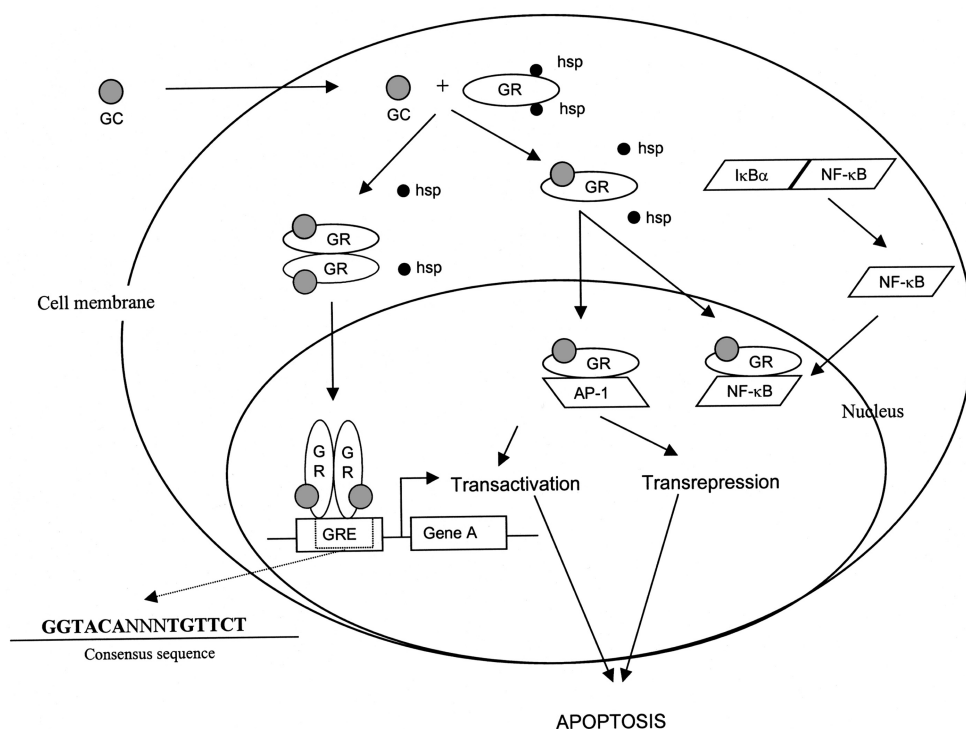 hsp
GC
GC
+
GR
hsp
hsp
GR
hsp
IκBα
NF-κB
GR
GR
hsp
hsp
Cell membrane
NF-κB
GR
AP-1
GR
NF-κB
Nucleus
G
R
G
R
Transactivation
Transrepression
GRE
Gene A
GGTACANNNTGTTCT
Consensus sequence
APOPTOSIS